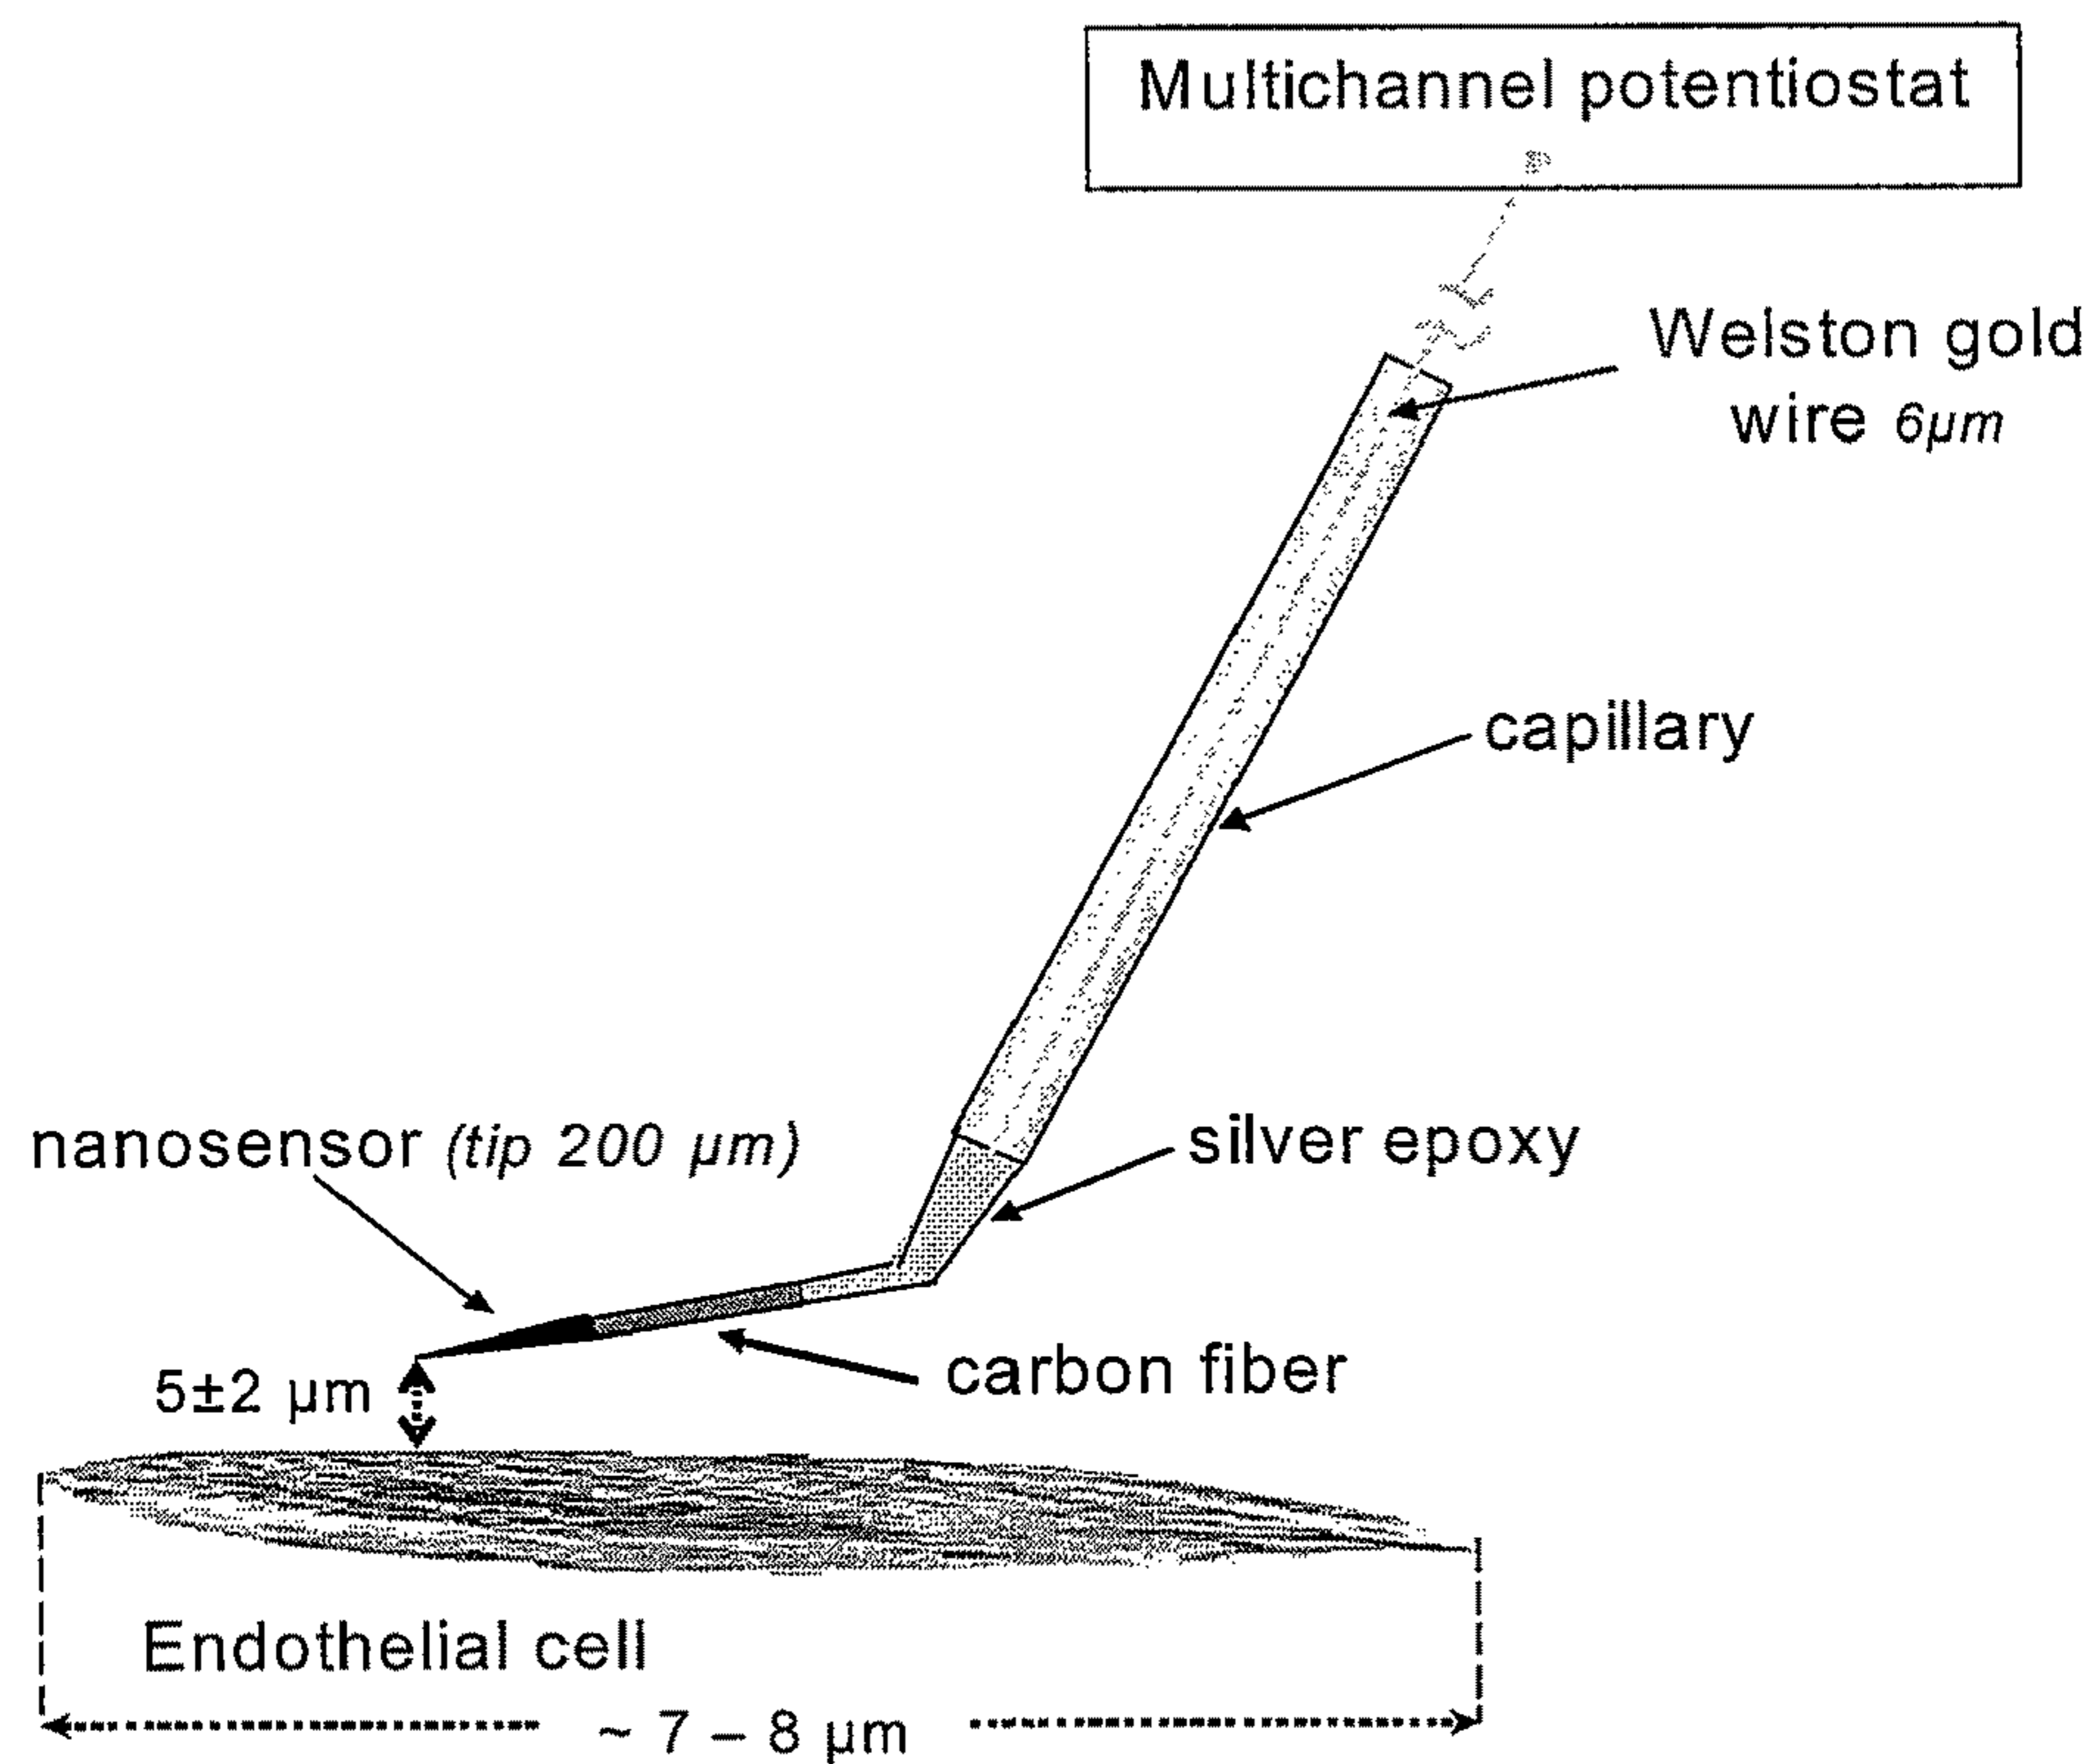 Multichannel potentiostat
Welston gold
wire 6µm
capillary
nanosensor (tip 200 µm)
silver epoxy
carbon fiber
5±2 µm
Endothelial cell
~ 7 – 8 µm